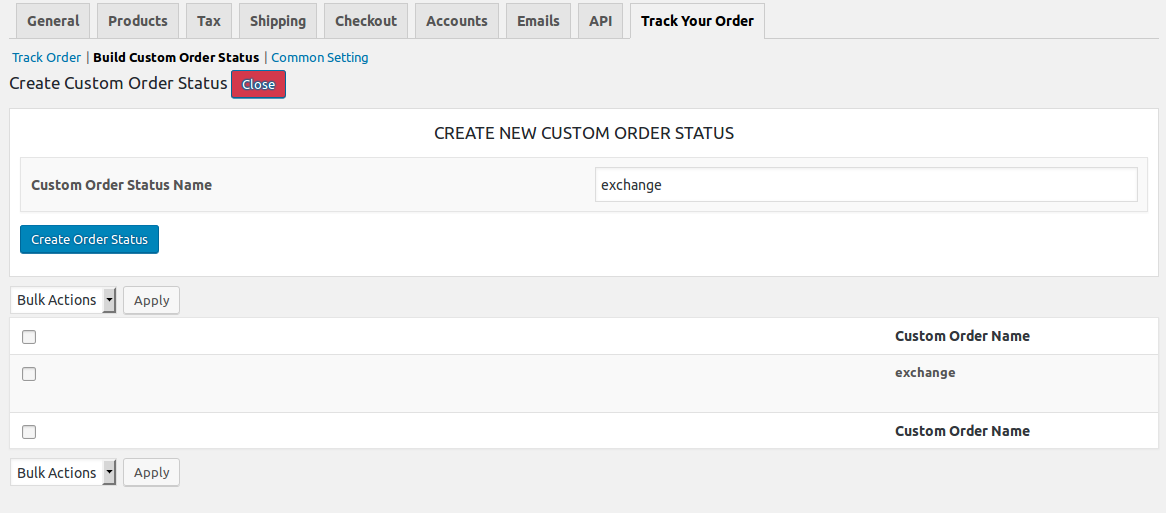 General Products Tax Shipping Checkout Accounts Emails API Track Your Order
Track Order | Build Custom Order Status | Common Setting
Create Custom Order Status Close
CREATE NEW CUSTOM ORDER STATUS
Custom Order Status Name exchange
Create Order Status
Bulk Actions Apply
Custom Order Name
exchange
Custom Order Name
Bulk Actions Apply